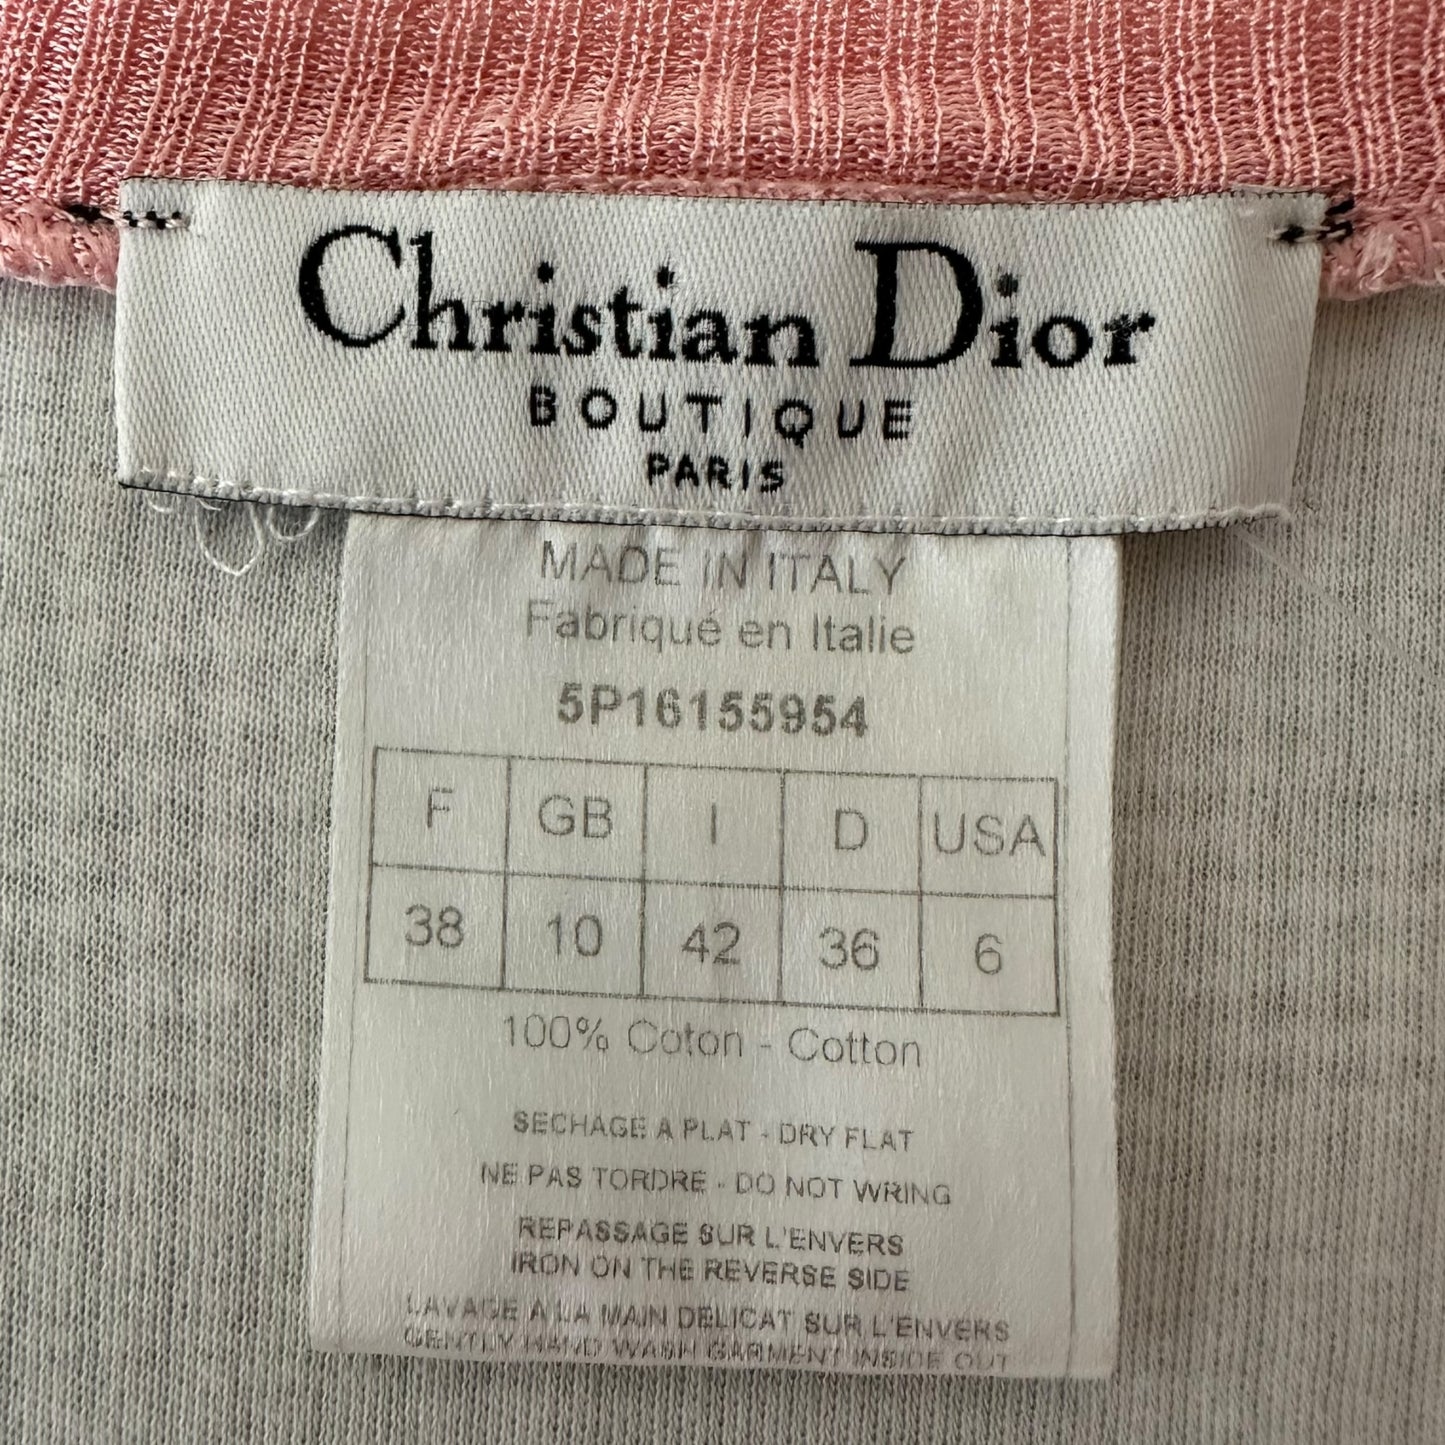 Christian Dior
BOUTIQUE
PARIS
MADE IN ITALY
Fabriqué en Italie
5P16155954
F GB I D USA
38 10 42 36 6
100% Coton - Cotton
SECHAGE A PLAT - DRY FLAT
NE PAS TORDRE - DO NOT WRING
REPASSAGE SUR L'ENVERS
IRON ON THE REVERSE SIDE
LAVAGE A LA MAIN DELICAT SUR L'ENVERS
GENTLY HAND WASH GARMENT INSIDE OUT